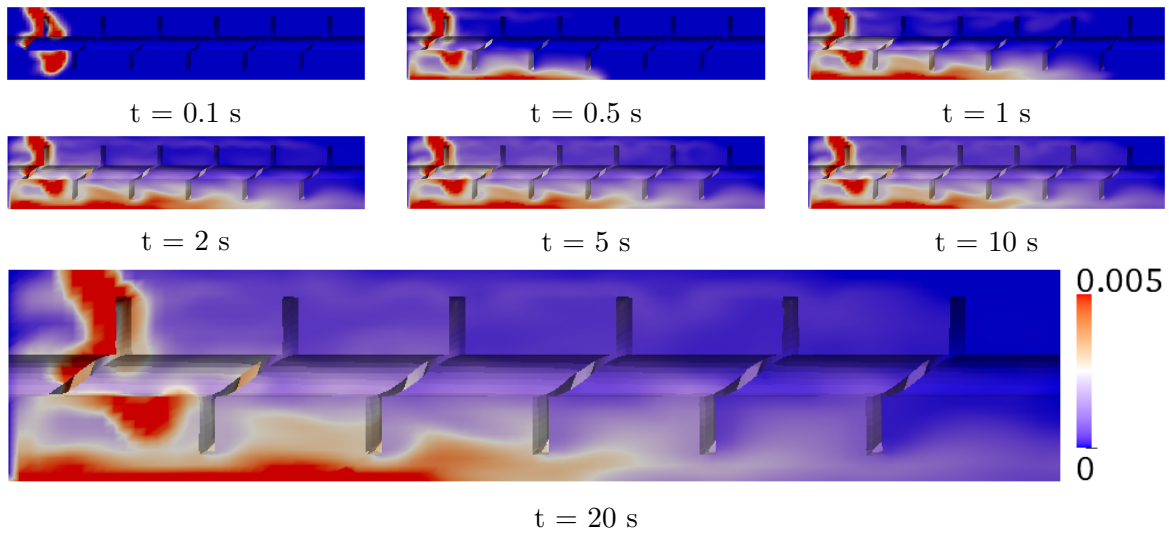 t = 0.1 s
t = 0.5 s
t = 1 s
t = 2 s
t = 5 s
t = 10 s
0.005
0
t = 20 s